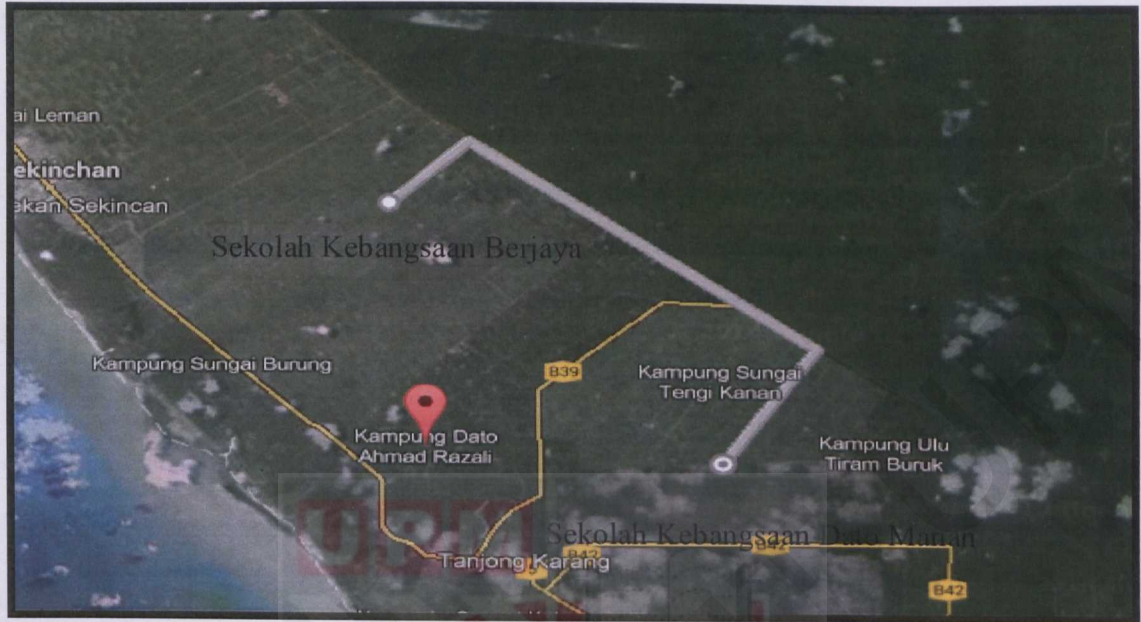 ai Leman
ekinchan
ekan Sekincan
Sekolah Kebangsaan Berjaya
Kampung Sungai Burung
B39
Kampung Sungai
Tengi Kanan
Kampung Dato
Ahmad Razali
Kampung Ulu
Tiram Buruk
UPM
Sekolah Kebangsaan Dato Manan
B42
B42
Tanjong Karang
B42